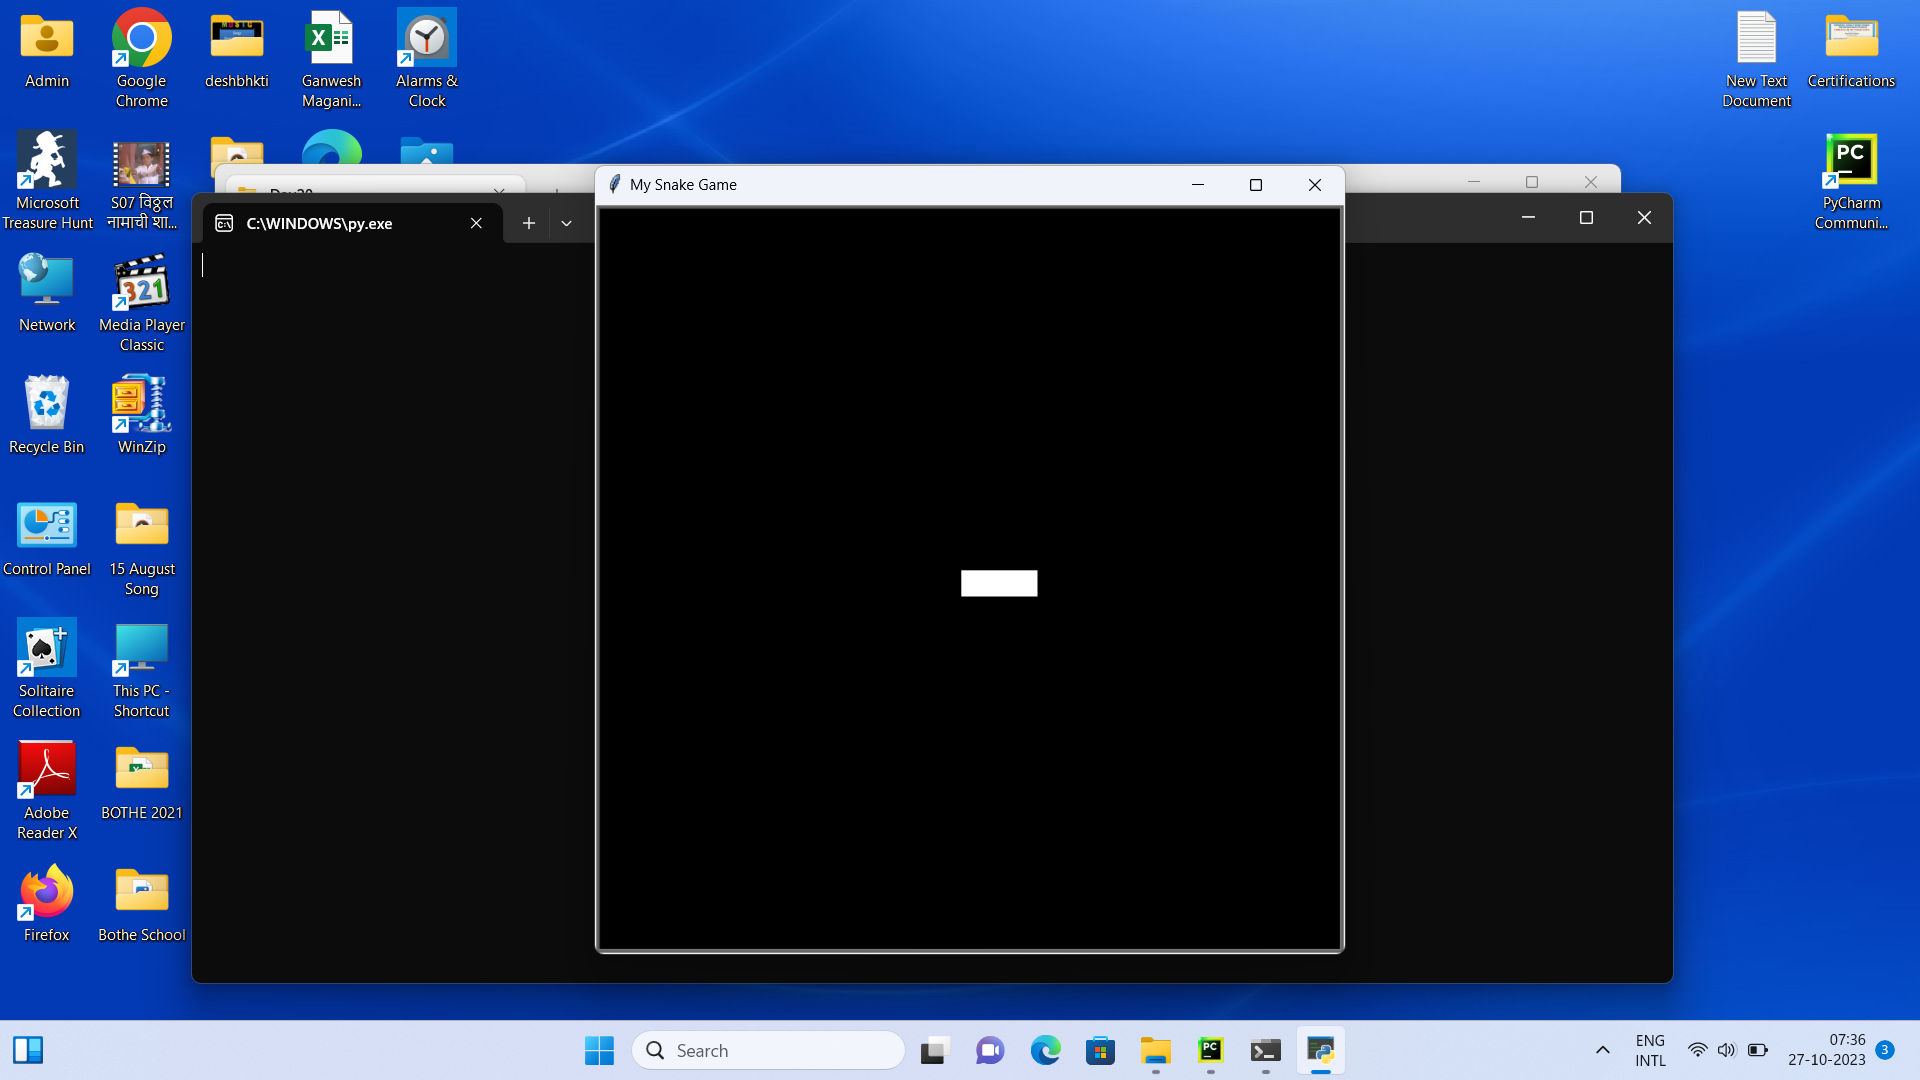 Admin
Google
Chrome
deshbhkti
Ganwesh
Magani...
Alarms &
Clock
New Text
Document
Certifications
Microsoft
Treasure Hunt
S07 विठ्ठल
नामाची शा...
PyCharm
Communi...
My Snake Game
C:\WINDOWS\py.exe
Network
Media Player
Classic
321
Recycle Bin
WinZip
Control Panel
15 August
Song
Solitaire
Collection
This PC -
Shortcut
Adobe
Reader X
BOTHE 2021
Firefox
Bothe School
Search
ENG
INTL
07:36
27-10-2023
3
PC
PC